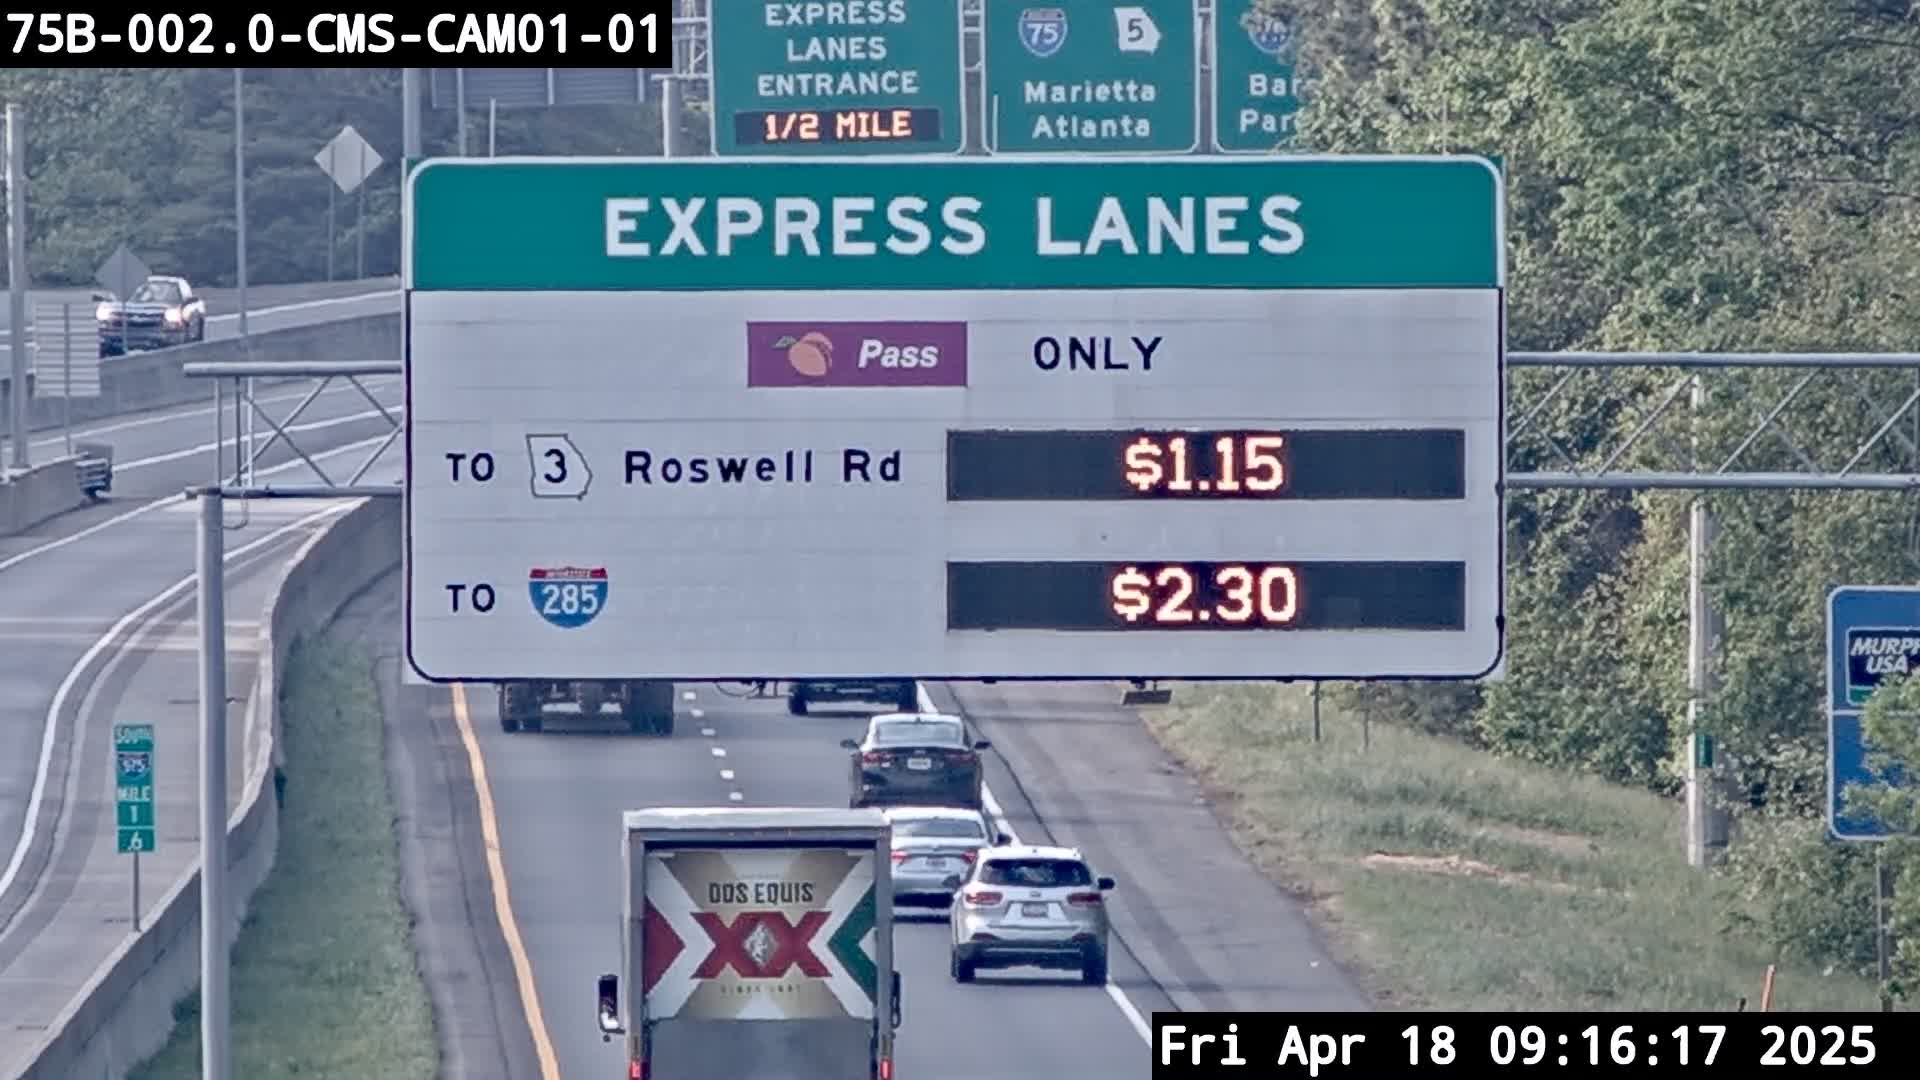 75B-002.0-CMS-CAM01-01
EXPRESS
LANES
ENTRANCE
1/2 MILE
75
5
Marietta
Atlanta
EXPRESS LANES
Pass ONLY
TO 3 Roswell Rd $1.15
TO 285 $2.30
MURPH
USA
SOUTH
575
MILE
1
.6
DOS EQUIS
XX
Fri Apr 18 09:16:17 2025